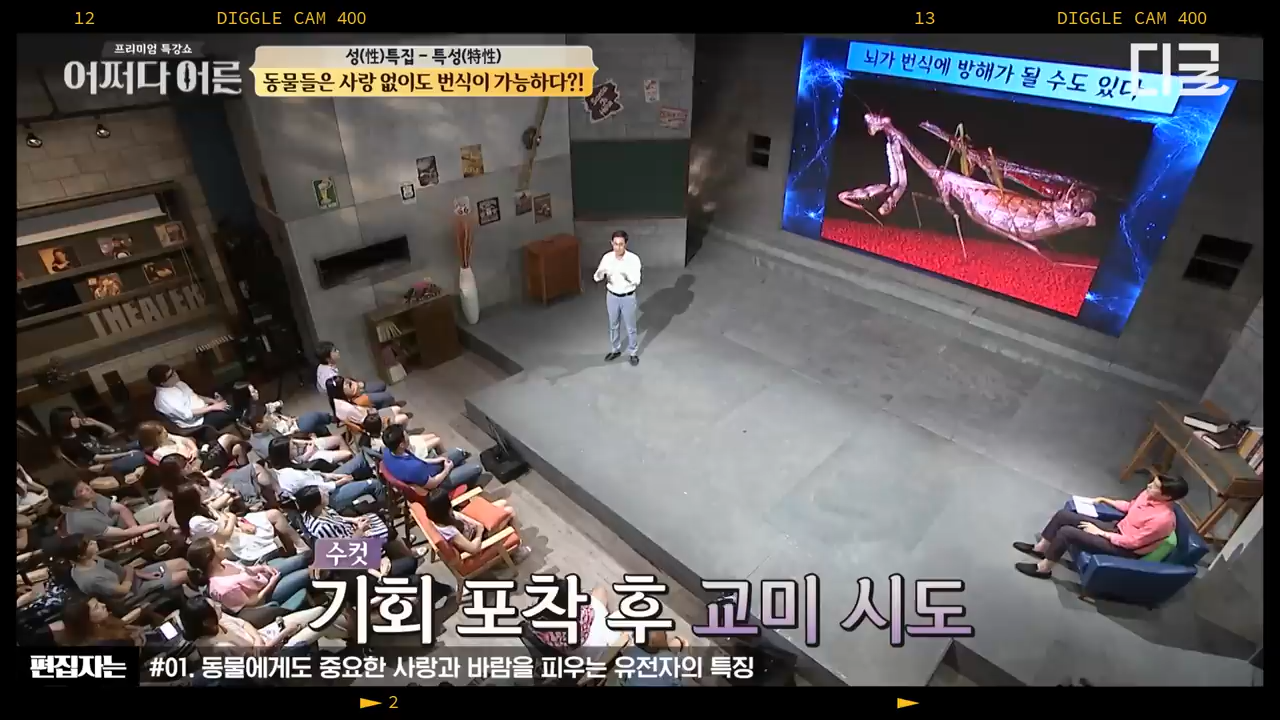 12
DIGGLE CAM 400
13
DIGGLE CAM 400
프리미엄 특강쇼
어쩌다 어른
성(性)특집 - 특성(特性)
동물들은 사랑 없이도 번식이 가능하다?!
뇌가 번식에 방해가 될 수도 있다
디글
THEATER
수컷
기회 포착 후 교미 시도
편집자는
#01. 동물에게도 중요한 사랑과 바람을 피우는 유전자의 특징
2